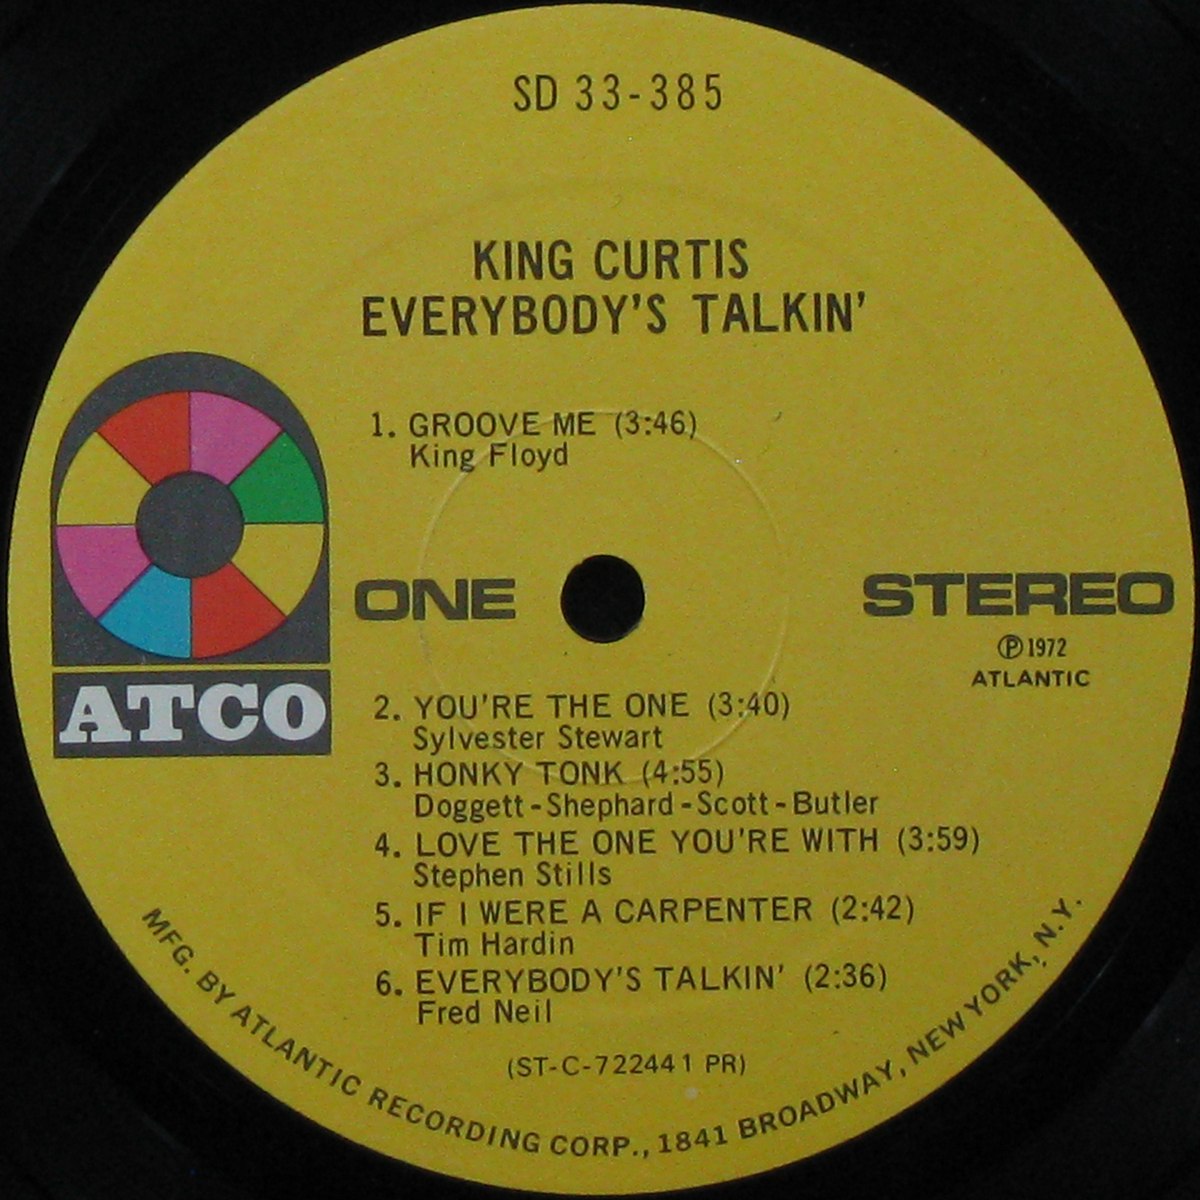 SD 33-385
KING CURTIS
EVERYBODY'S TALKIN'
1. GROOVE ME (3:46)
King Floyd
ATCO
ONE
STEREO
Ⓟ 1972
ATLANTIC
2. YOU'RE THE ONE (3:40)
Sylvester Stewart
3. HONKY TONK (4:55)
Doggett-Shephard-Scott-Butler
4. LOVE THE ONE YOU'RE WITH (3:59)
Stephen Stills
5. IF I WERE A CARPENTER (2:42)
Tim Hardin
6. EVERYBODY'S TALKIN' (2:36)
Fred Neil
(ST-C-722441 PR)
MFG. BY ATLANTIC RECORDING CORP., 1841 BROADWAY, NEW YORK, N.Y.